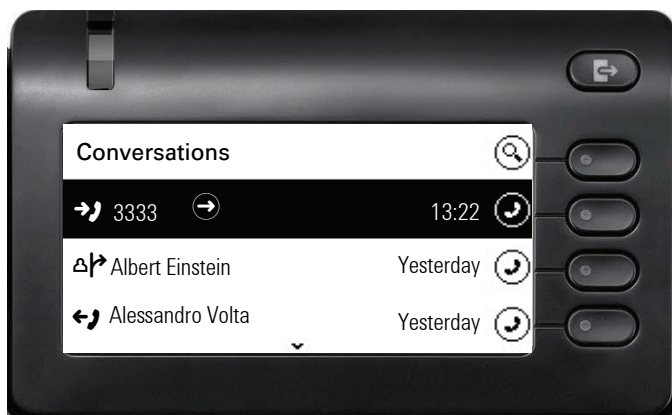 Conversations
3333 13:22
Albert Einstein Yesterday
Alessandro Volta Yesterday